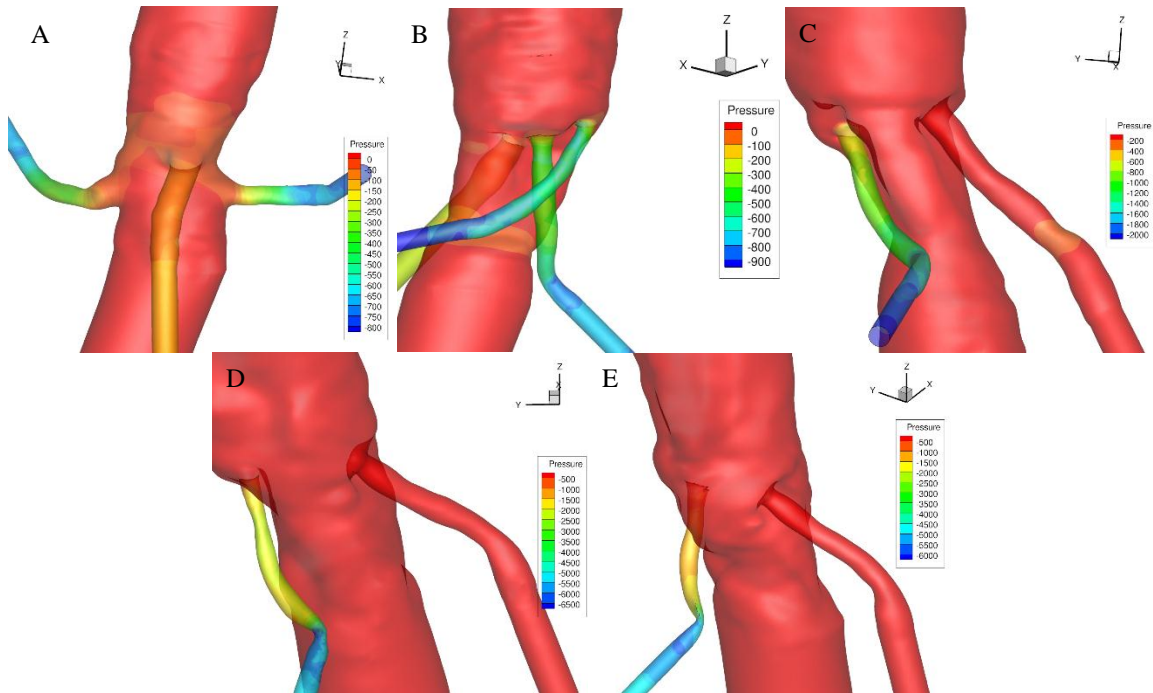 A
Z
Y
X
Pressure
0
-50
-100
-150
-200
-250
-300
-350
-400
-450
-500
-550
-600
-650
-700
-750
-800
B
Z
X
Y
Pressure
0
-100
-200
-300
-400
-500
-600
-700
-800
-900
C
Z
Y
Pressure
-200
-400
-600
-800
-1000
-1200
-1400
-1600
-1800
-2000
D
Z
X
Y
Pressure
-500
-1000
-1500
-2000
-2500
3000
-3500
-4000
-4500
-5000
-5500
-6000
-6500
E
Z
Y
X
Pressure
-500
-1000
-1500
-2000
-2500
-3000
-3500
-4000
-4500
-5000
-5500
-6000